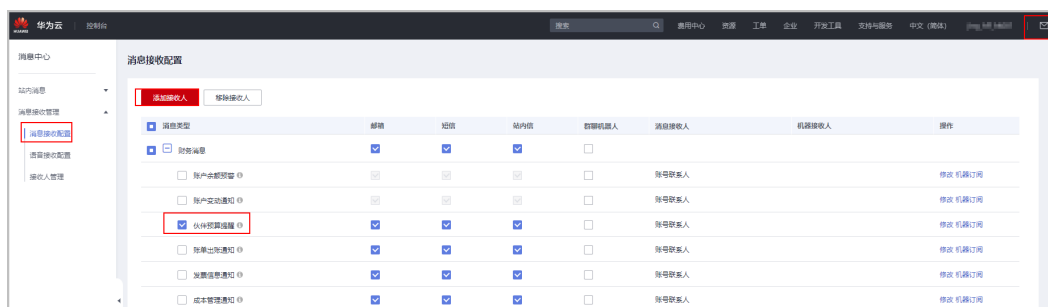 HUAWEI 华为云 控制台 搜索 费用中心 资源 工单 企业 开发工具 支持与服务 中文 (简体)
消息中心
消息接收配置
站内消息
添加接收人 移除接收人
消息接收管理
消息类型 邮箱 短信 站内信 群聊机器人 消息接收人 机器接收人 操作
消息接收配置
财务消息
语音接收配置
账户余额预警 账号联系人 修改 机器订阅
接收人管理
账户变动通知 账号联系人 修改 机器订阅
伙伴预算提醒 账号联系人 修改 机器订阅
账单出账通知 账号联系人 修改 机器订阅
发票信息通知 账号联系人 修改 机器订阅
成本管理通知 账号联系人 修改 机器订阅